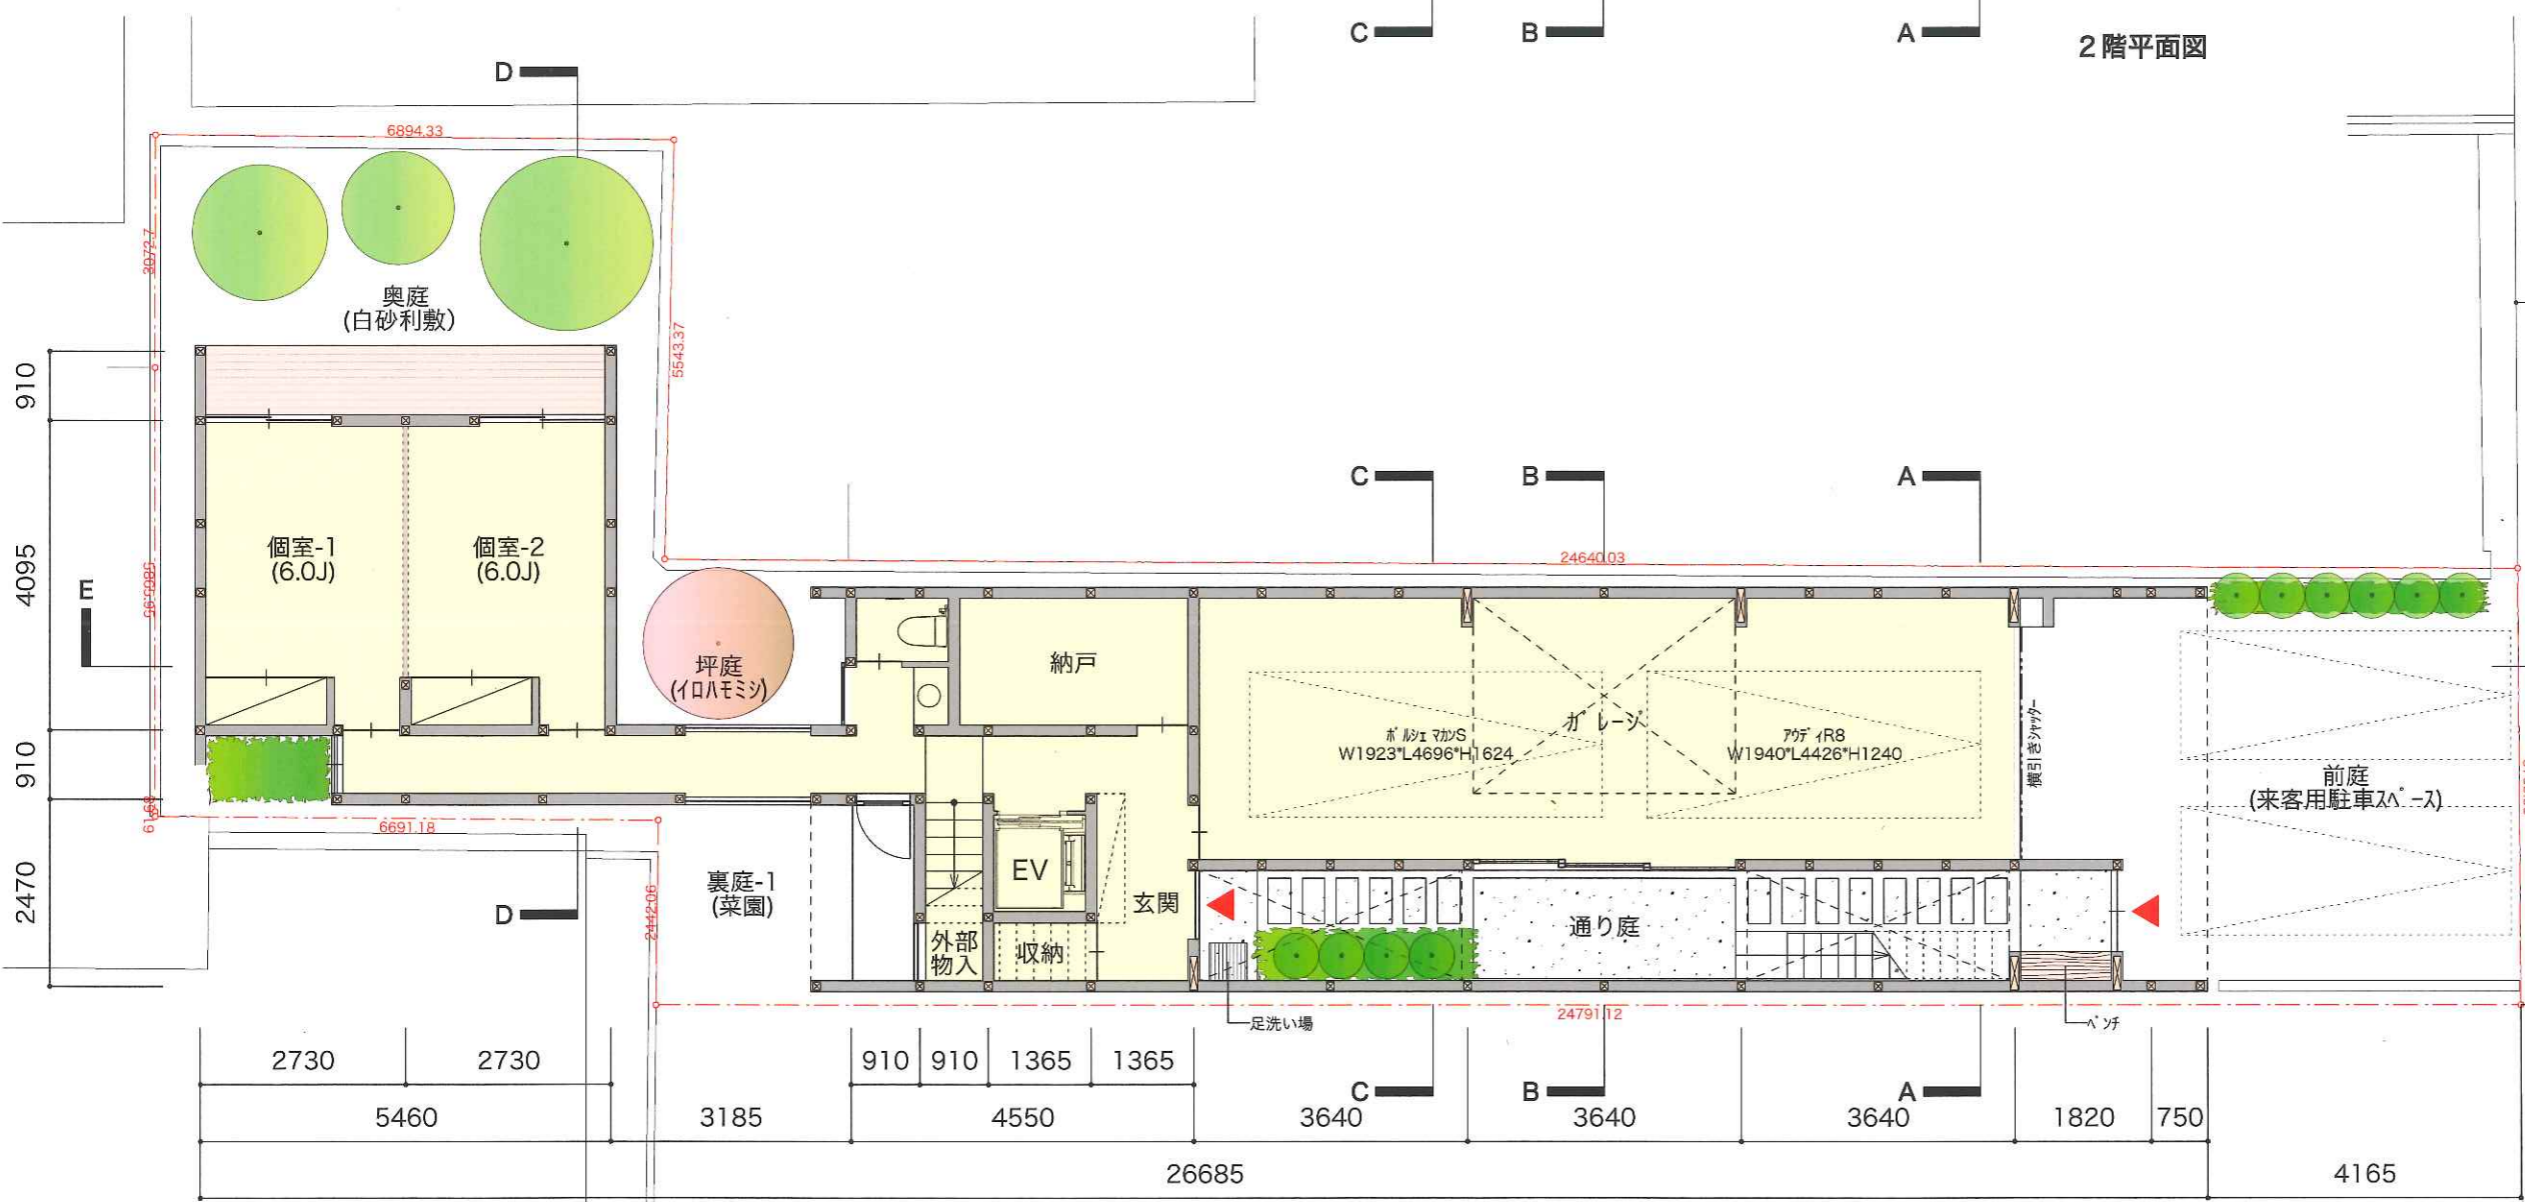 C
B
A
2階平面図
D
6894.33
3972.7
奥庭
(白砂利敷)
5543.37
910
4095
910
2470
C
B
A
24640.03
個室-1
(6.0J)
個室-2
(6.0J)
E
坪庭
(イロハモミジ)
納戸
ガレージ
ポルシェ マカンS
W1923*L4696*H1624
アウディR8
W1940*L4426*H1240
横引きシャッター
前庭
(来客用駐車スペース)
61.68
6691.18
2442.06
裏庭-1
(菜園)
EV
玄関
外部
物入
収納
通り庭
D
足洗い場
24791.12
ベンチ
2730
2730
910
910
1365
1365
C
B
A
5460
3185
4550
3640
3640
3640
1820
750
26685
4165